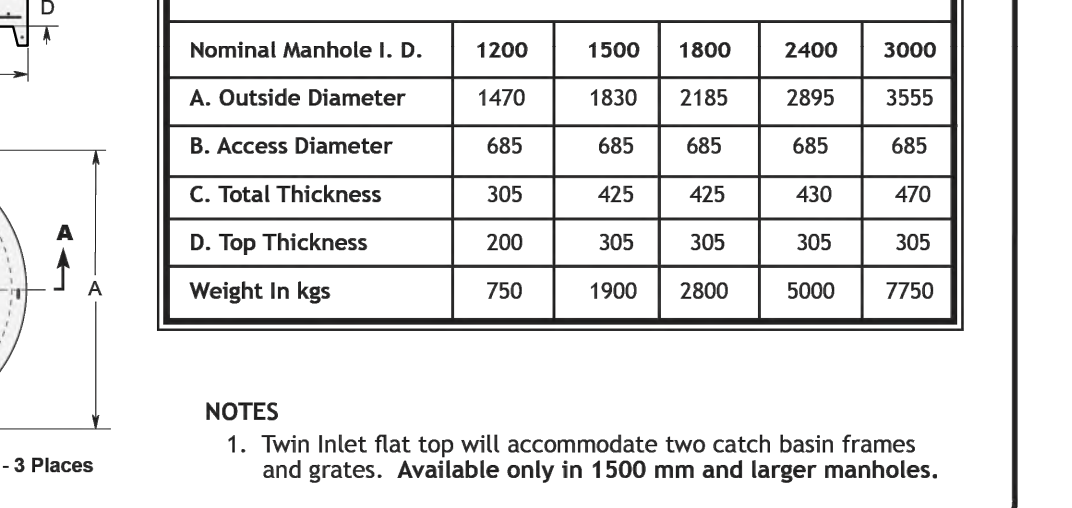 D
Nominal Manhole I. D. 1200 1500 1800 2400 3000
A. Outside Diameter 1470 1830 2185 2895 3555
B. Access Diameter 685 685 685 685 685
C. Total Thickness 305 425 425 430 470
D. Top Thickness 200 305 305 305 305
Weight In kgs 750 1900 2800 5000 7750
A
A
- 3 Places
NOTES
1. Twin Inlet flat top will accommodate two catch basin frames
and grates. Available only in 1500 mm and larger manholes.